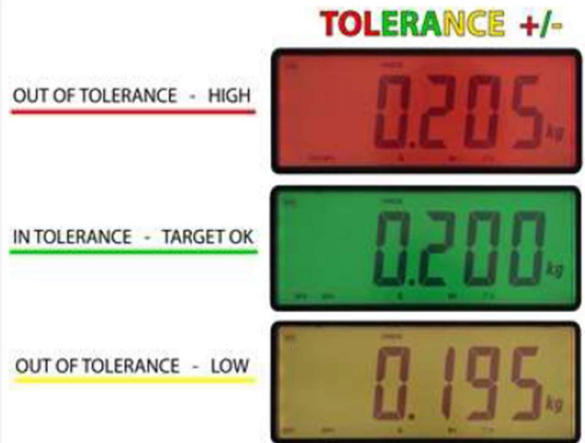 TOLERANCE +/-
OUT OF TOLERANCE - HIGH
0.205 kg
IN TOLERANCE - TARGET OK
0.200 kg
OUT OF TOLERANCE - LOW
0.195 kg